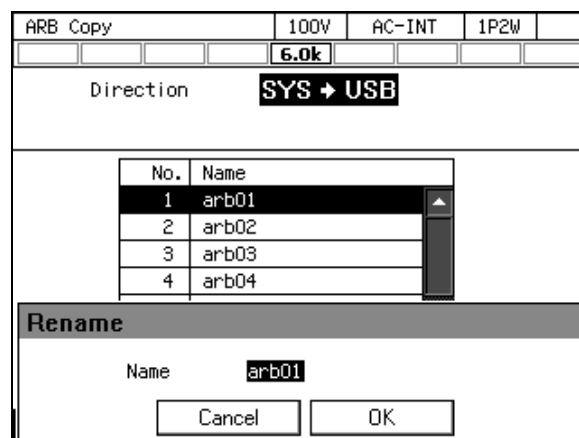 ARB Copy 100V AC-INT 1P2W
6.0k
Direction SYS → USB
No. Name
1 arb01
2 arb02
3 arb03
4 arb04
Rename
Name arb01
Cancel OK